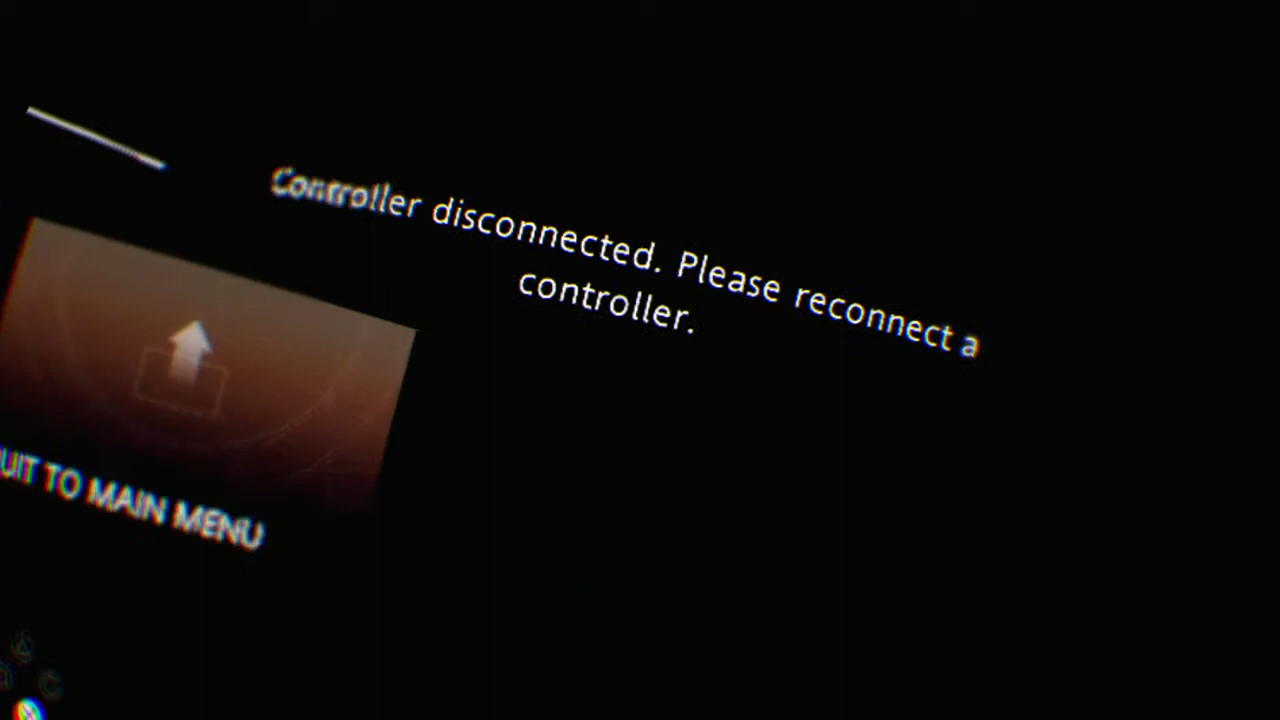 Controller disconnected. Please reconnect a
controller.
UIT TO MAIN MENU